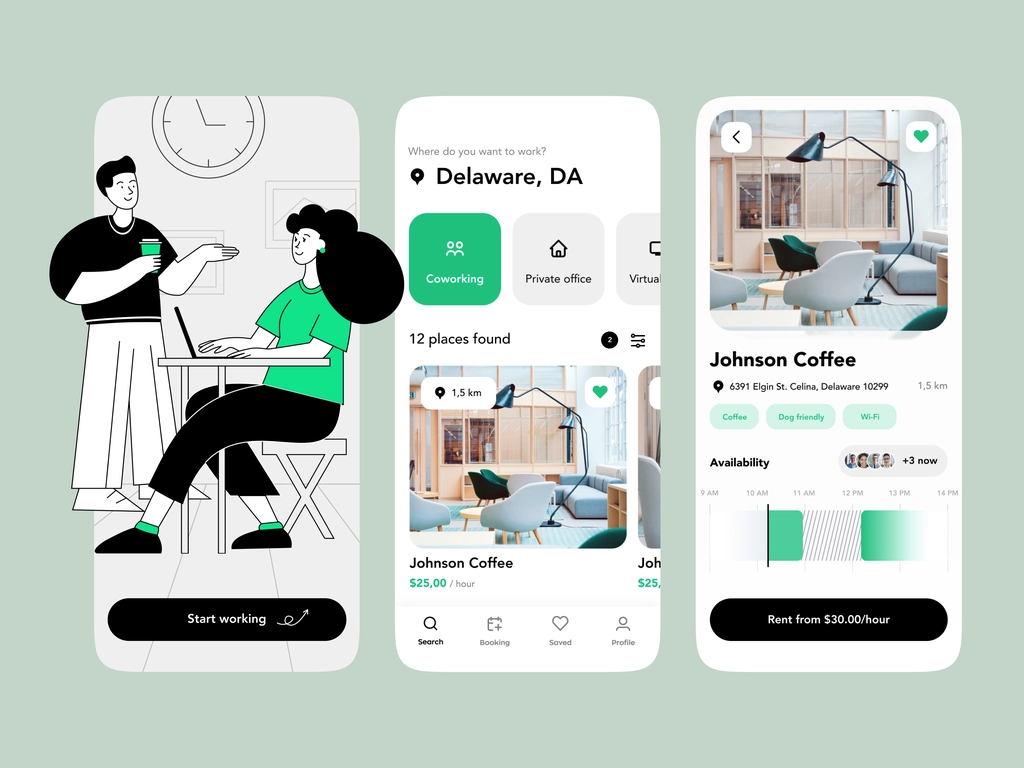 Start working
Where do you want to work?
Delaware, DA
Coworking
Private office
Virtual
12 places found
2
1,5 km
Johnson Coffee
$25,00 / hour
Joh
$25,
Search
Booking
Saved
Profile
Johnson Coffee
6391 Elgin St. Celina, Delaware 10299
1,5 km
Coffee
Dog friendly
Wi-Fi
Availability
+3 now
9 AM 10 AM 11 AM 12 PM 13 PM 14 PM
Rent from $30.00/hour